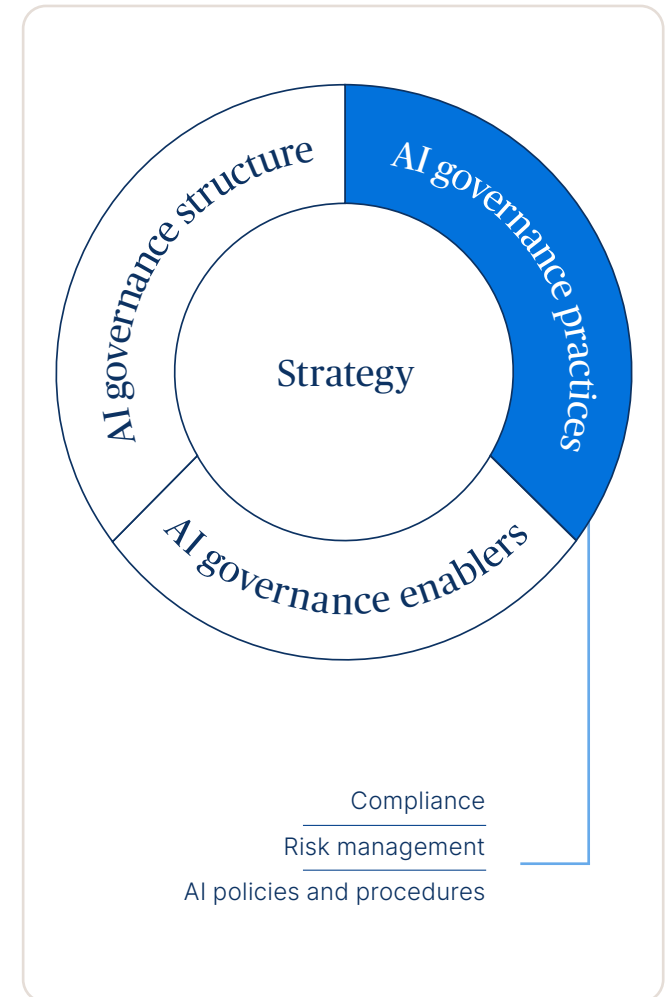 AI governance structure
AI governance practices
Strategy
AI governance enablers
Compliance
Risk management
AI policies and procedures